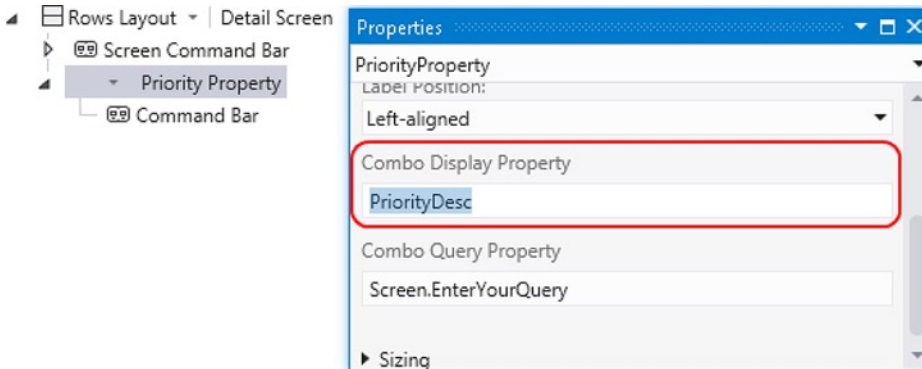 Rows Layout Detail Screen
Screen Command Bar
Priority Property
Command Bar
Properties
PriorityProperty
Label Position:
Left-aligned
Combo Display Property
PriorityDesc
Combo Query Property
Screen.EnterYourQuery
Sizing